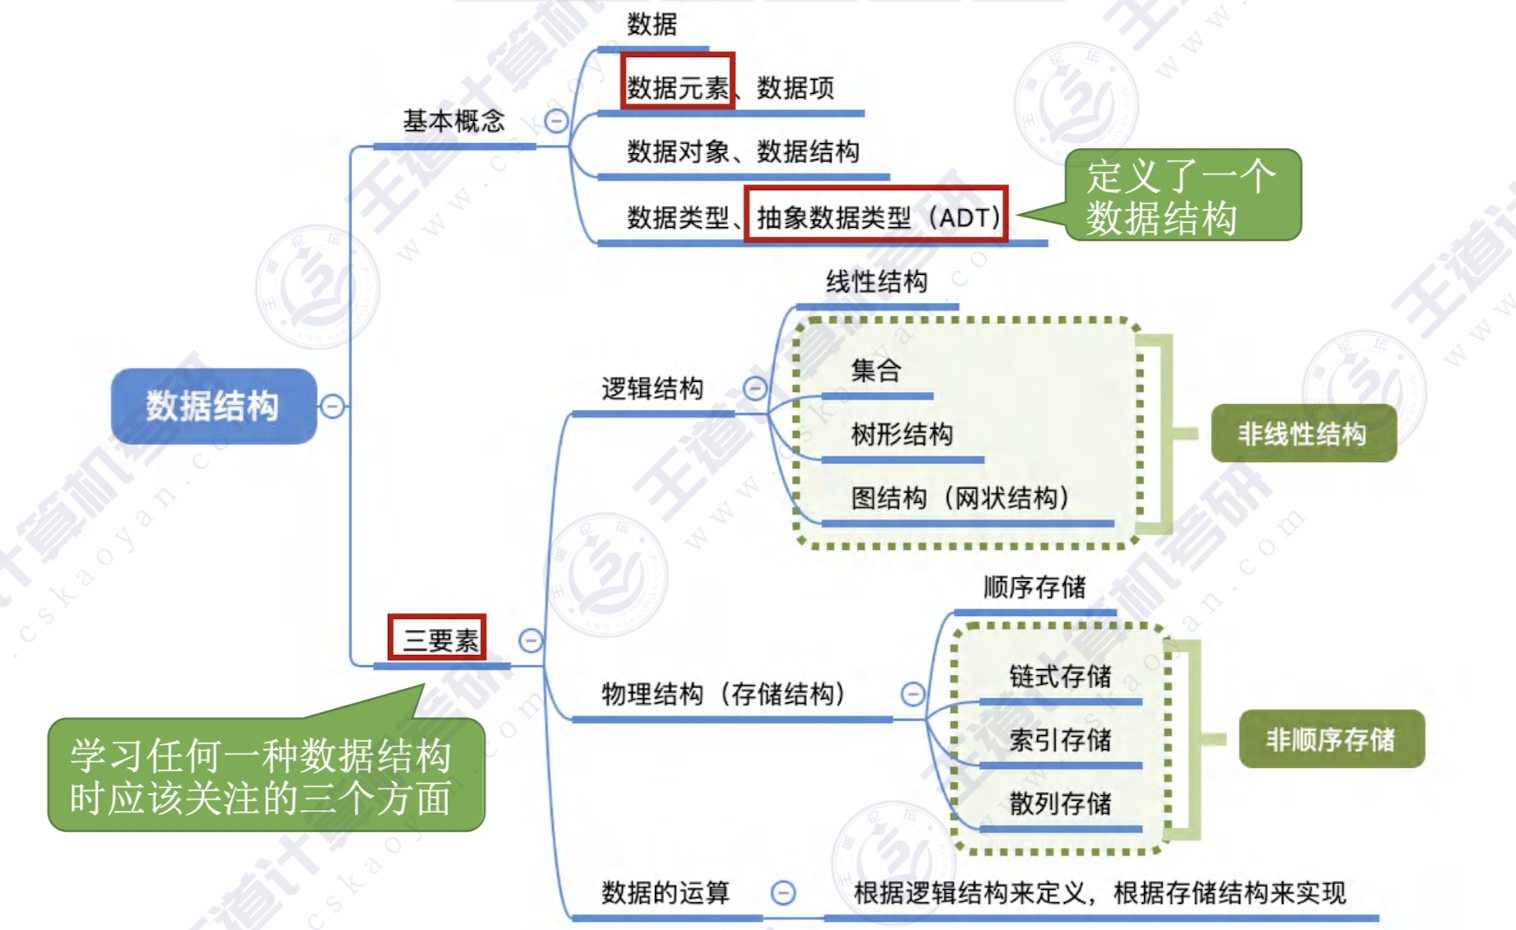 数据
数据元素、数据项
基本概念
数据对象、数据结构
定义了一个
数据结构
数据类型、抽象数据类型（ADT）
线性结构
集合
逻辑结构
数据结构
树形结构
非线性结构
图结构（网状结构）
顺序存储
三要素
链式存储
物理结构（存储结构）
索引存储
非顺序存储
学习任何一种数据结构
时应该关注的三个方面
散列存储
数据的运算
根据逻辑结构来定义，根据存储结构来实现
王道计算机考研
www.cskaoyan.com